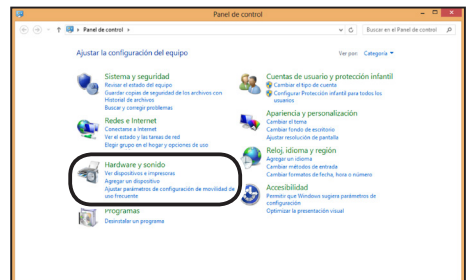 Panel de control
Panel de control
Buscar en el Panel de control
Ajustar la configuración del equipo
Ver por: Categoría
Sistema y seguridad
Revisar el estado del equipo
Guardar copias de seguridad de los archivos con
Historial de archivos
Buscar y corregir problemas
Redes e Internet
Conectarse a Internet
Ver el estado y las tareas de red
Elegir grupo en el hogar y opciones de uso
Hardware y sonido
Ver dispositivos e impresoras
Agregar un dispositivo
Ajustar parámetros de configuración de movilidad de
uso frecuente
Programas
Desinstalar un programa
Cuentas de usuario y protección infantil
Cambiar el tipo de cuenta
Configurar Protección infantil para todos los
usuarios
Apariencia y personalización
Cambiar el tema
Cambiar fondo de escritorio
Ajustar resolución de pantalla
Reloj, idioma y región
Agregar un idioma
Cambiar métodos de entrada
Cambiar formatos de fecha, hora o número
Accesibilidad
Permitir que Windows sugiera parámetros de
configuración
Optimizar la presentación visual